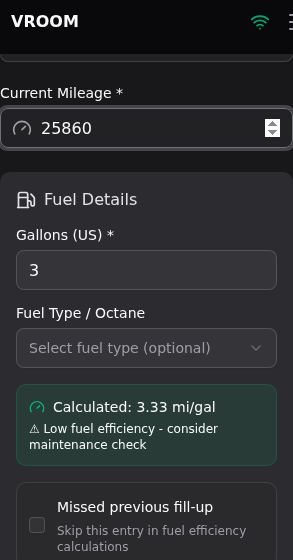 VROOM
Current Mileage *
25860
Fuel Details
Gallons (US) *
3
Fuel Type / Octane
Select fuel type (optional)
Calculated: 3.33 mi/gal
⚠ Low fuel efficiency - consider
maintenance check
Missed previous fill-up
Skip this entry in fuel efficiency
calculations